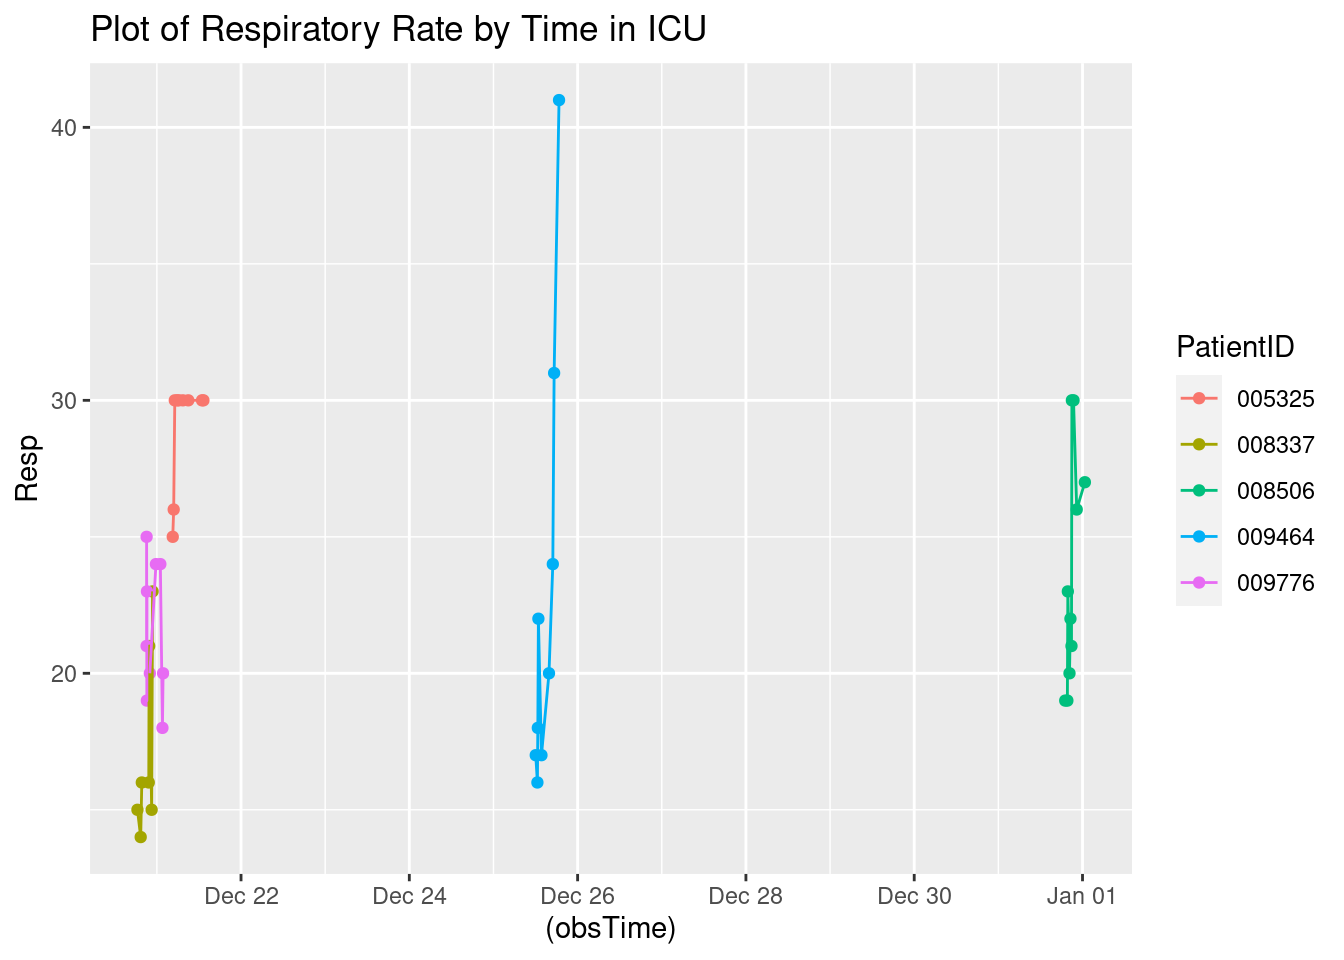 Plot of Respiratory Rate by Time in ICU
40
30
20
Resp
Dec 22
Dec 24
Dec 26
Dec 28
Dec 30
Jan 01
(obsTime)
PatientID
005325
008337
008506
009464
009776